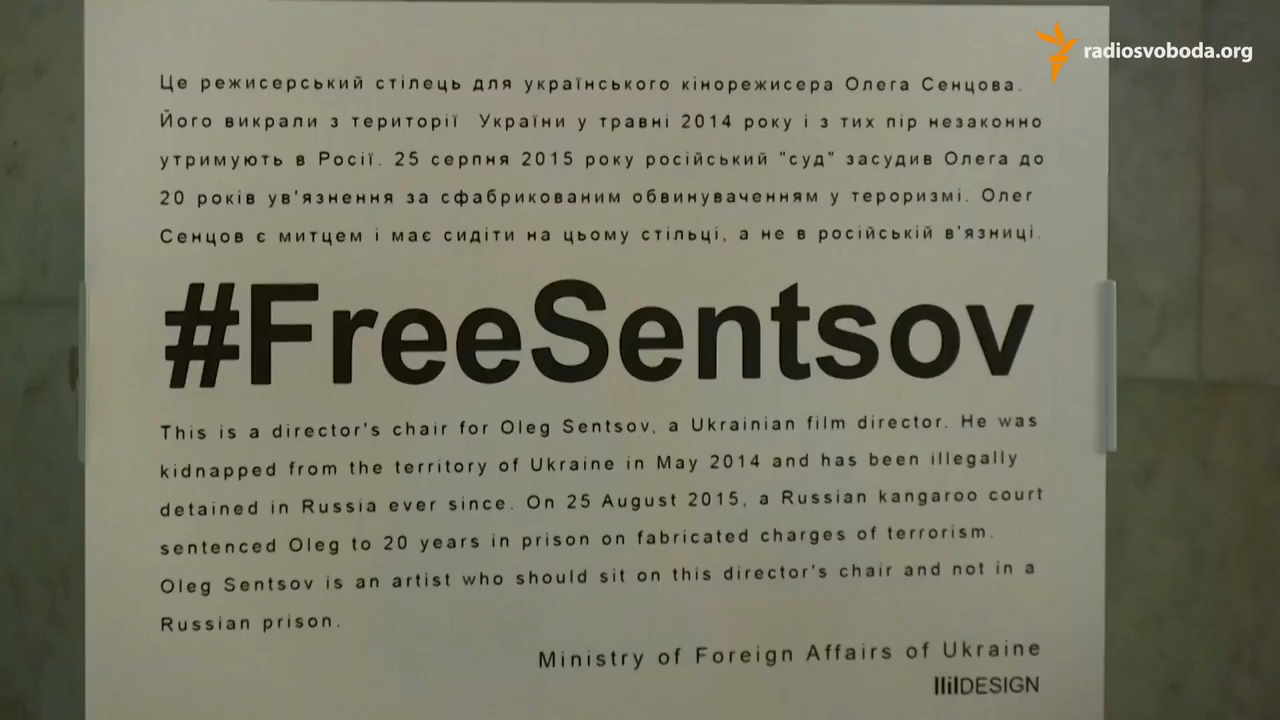 radiosvoboda.org
Це режисерський стілець для українського кінорежисера Олега Сенцова.
Його викрали з території України у травні 2014 року і з тих пір незаконно
утримують в Росії. 25 серпня 2015 року російський "суд" засудив Олега до
20 років ув'язнення за сфабрикованим обвинуваченням у тероризмі. Олег
Сенцов є митцем і має сидіти на цьому стільці, а не в російській в'язниці.
#FreeSentsov
This is a director's chair for Oleg Sentsov, a Ukrainian film director. He was
kidnapped from the territory of Ukraine in May 2014 and has been illegally
detained in Russia ever since. On 25 August 2015, a Russian kangaroo court
sentenced Oleg to 20 years in prison on fabricated charges of terrorism.
Oleg Sentsov is an artist who should sit on this director's chair and not in a
Russian prison.
Ministry of Foreign Affairs of Ukraine
DESIGN